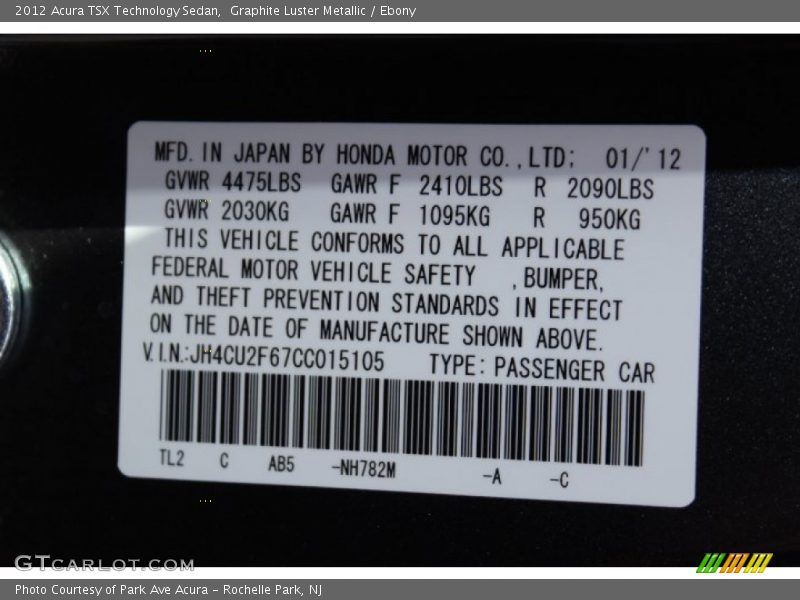 2012 Acura TSX Technology Sedan, Graphite Luster Metallic / Ebony
MFD. IN JAPAN BY HONDA MOTOR CO.,LTD; 01/'12
GVWR 4475LBS GAWR F 2410LBS R 2090LBS
GVWR 2030KG GAWR F 1095KG R 950KG
THIS VEHICLE CONFORMS TO ALL APPLICABLE
FEDERAL MOTOR VEHICLE SAFETY ,BUMPER,
AND THEFT PREVENTION STANDARDS IN EFFECT
ON THE DATE OF MANUFACTURE SHOWN ABOVE.
V.I.N.:JH4CU2F67CC015105 TYPE: PASSENGER CAR
TL2 C AB5 -NH782M -A -C
GTCARLOT.COM
Photo Courtesy of Park Ave Acura - Rochelle Park, NJ